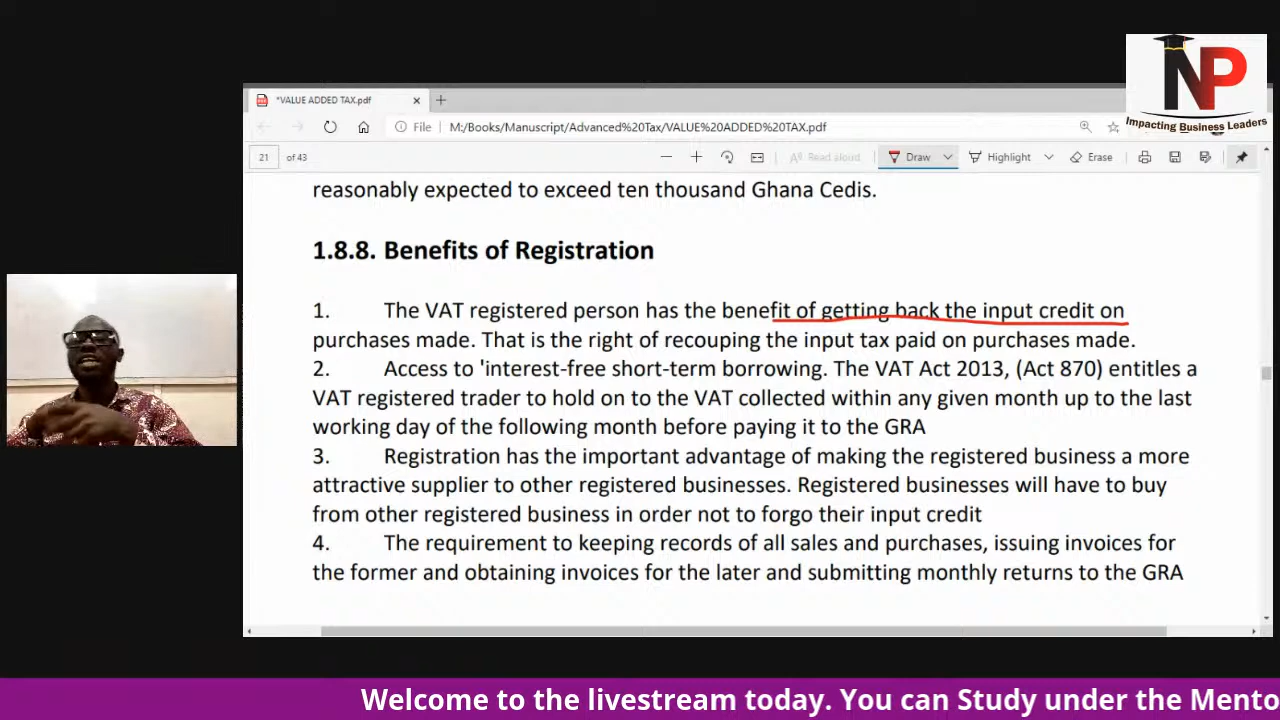 NP
Impacting Business Leaders
*VALUE ADDED TAX.pdf
File M:/Books/Manuscript/Advanced%20Tax/VALUE%20ADDED%20TAX.pdf
21 of 43 Read aloud Draw Highlight Erase
reasonably expected to exceed ten thousand Ghana Cedis.
1.8.8. Benefits of Registration
1. The VAT registered person has the benefit of getting back the input credit on
purchases made. That is the right of recouping the input tax paid on purchases made.
2. Access to 'interest-free short-term borrowing. The VAT Act 2013, (Act 870) entitles a
VAT registered trader to hold on to the VAT collected within any given month up to the last
working day of the following month before paying it to the GRA
3. Registration has the important advantage of making the registered business a more
attractive supplier to other registered businesses. Registered businesses will have to buy
from other registered business in order not to forgo their input credit
4. The requirement to keeping records of all sales and purchases, issuing invoices for
the former and obtaining invoices for the later and submitting monthly returns to the GRA
Welcome to the livestream today. You can Study under the Mento